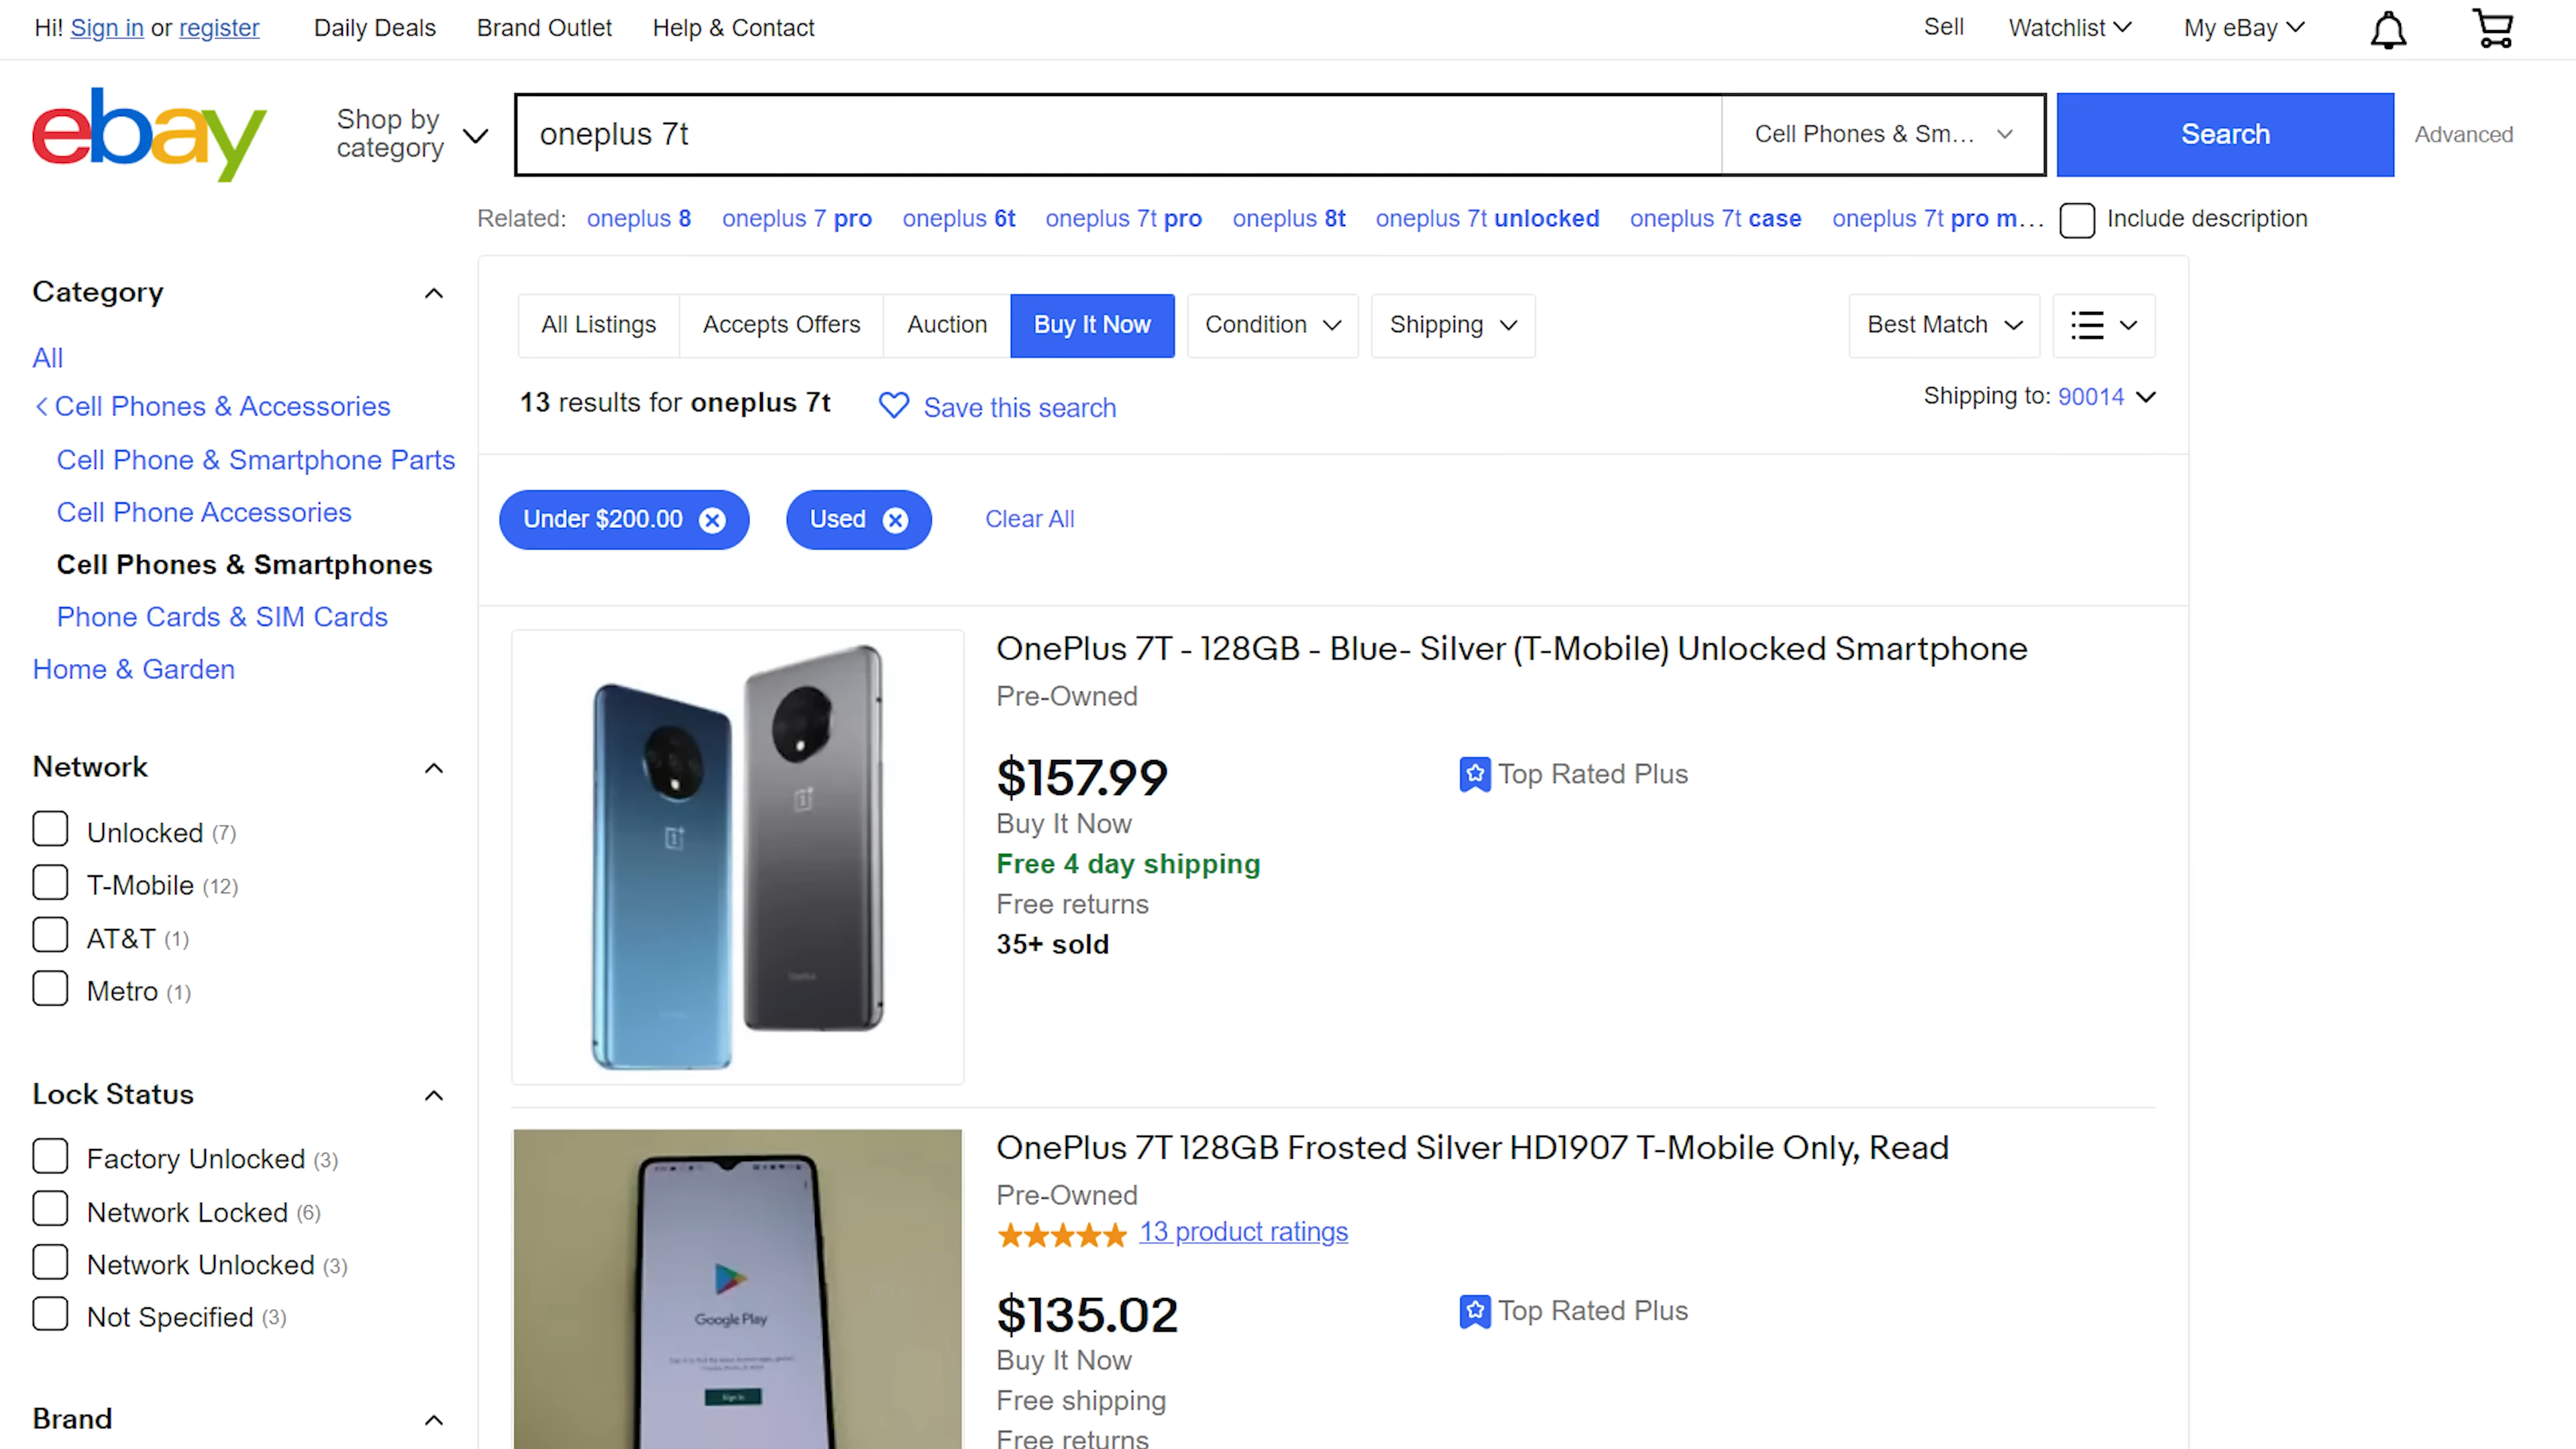 Hi! Sign in or register Daily Deals Brand Outlet Help & Contact Sell Watchlist My eBay
ebay
Shop by category
oneplus 7t
Cell Phones & Sm...
Search
Advanced
Related: oneplus 8 oneplus 7 pro oneplus 6t oneplus 7t pro oneplus 8t oneplus 7t unlocked oneplus 7t case oneplus 7t pro m... Include description
Category
All
Cell Phones & Accessories
Cell Phone & Smartphone Parts
Cell Phone Accessories
Cell Phones & Smartphones
Phone Cards & SIM Cards
Home & Garden
Network
Unlocked (7)
T-Mobile (12)
AT&T (1)
Metro (1)
Lock Status
Factory Unlocked (3)
Network Locked (6)
Network Unlocked (3)
Not Specified (3)
Brand
All Listings Accepts Offers Auction Buy It Now Condition Shipping Best Match
13 results for oneplus 7t Save this search
Shipping to: 90014
Under $200.00 Used Clear All
OnePlus 7T - 128GB - Blue- Silver (T-Mobile) Unlocked Smartphone
Pre-Owned
$157.99
Top Rated Plus
Buy It Now
Free 4 day shipping
Free returns
35+ sold
Google Play
Sign in
OnePlus 7T 128GB Frosted Silver HD1907 T-Mobile Only, Read
Pre-Owned
13 product ratings
$135.02
Top Rated Plus
Buy It Now
Free shipping
Free returns